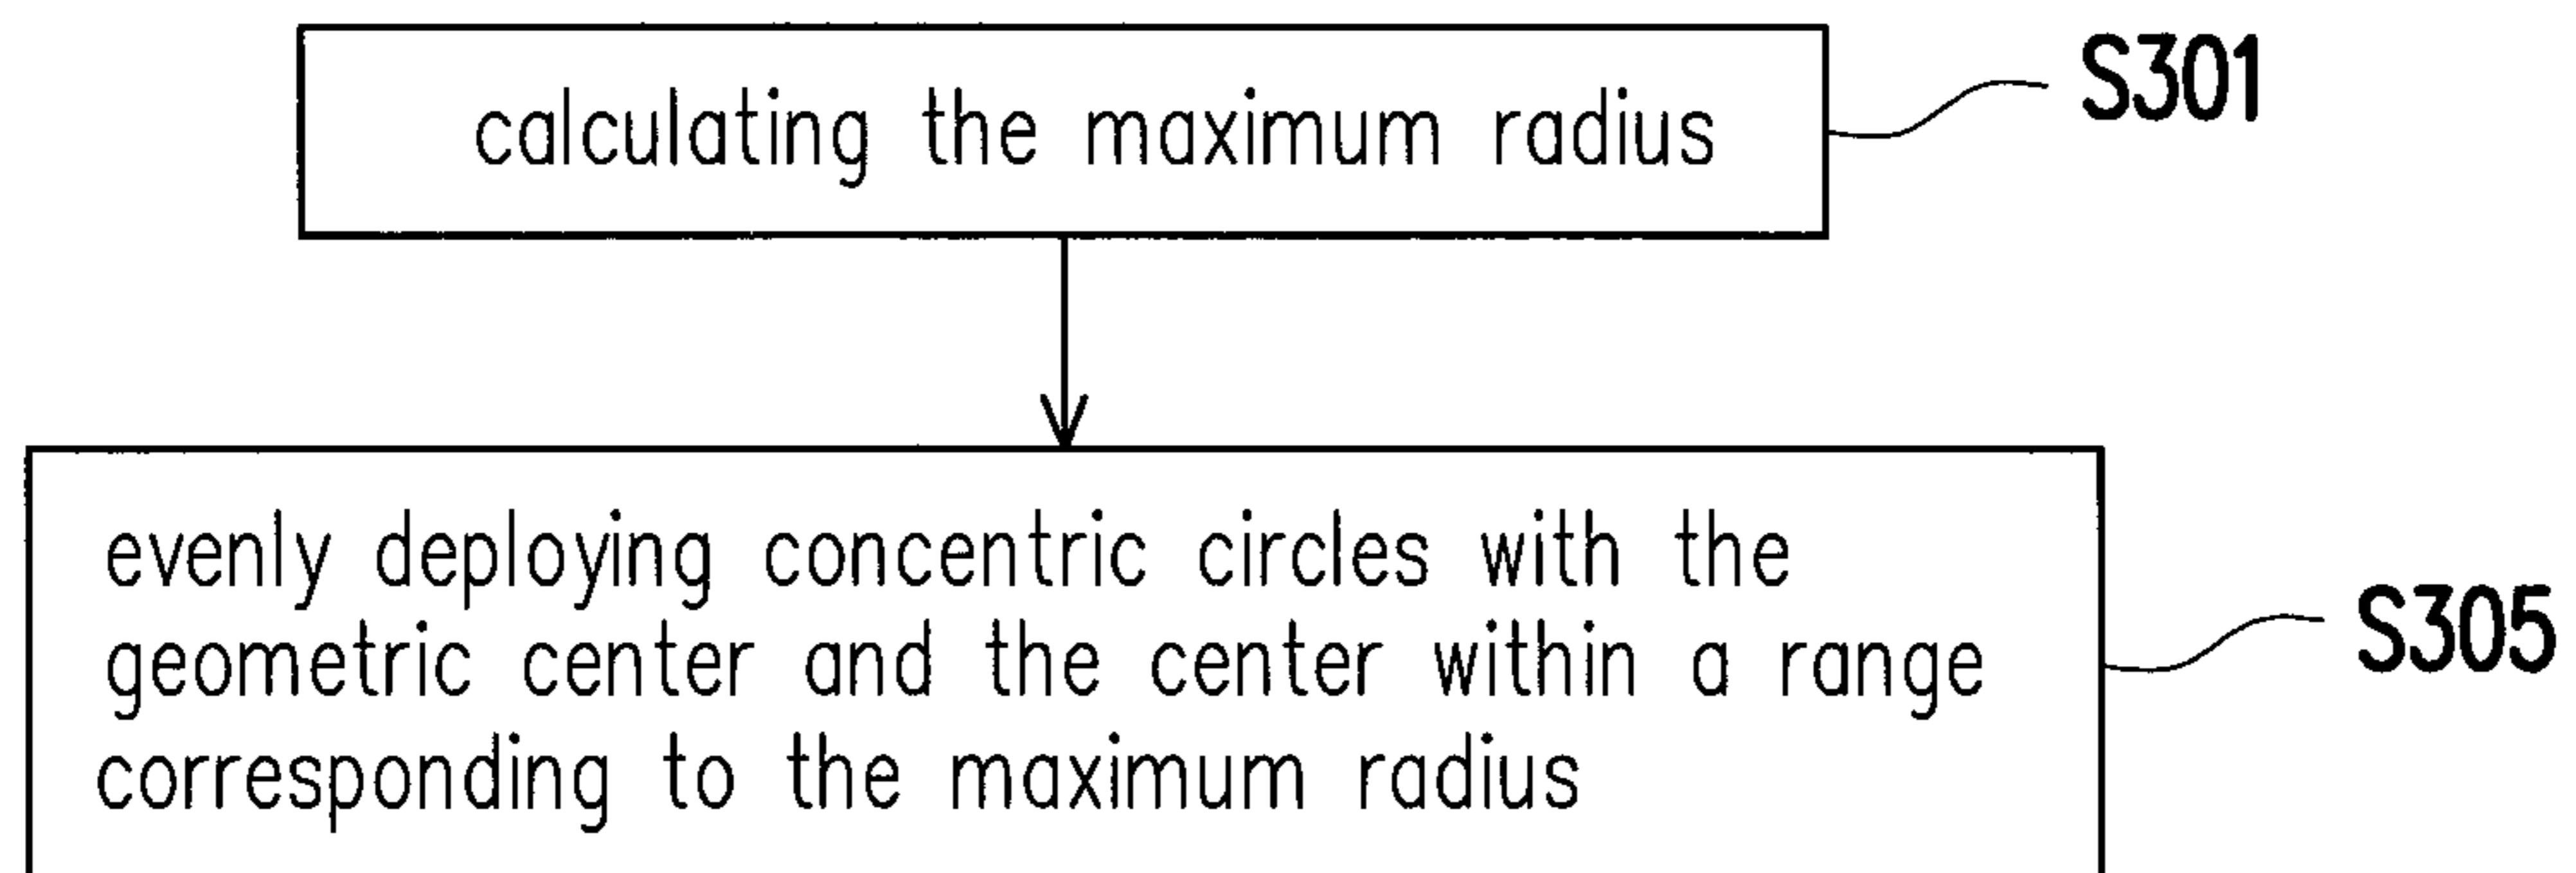 calculating the maximum radius
S301
evenly deploying concentric circles with the
geometric center and the center within a range
corresponding to the maximum radius
S305